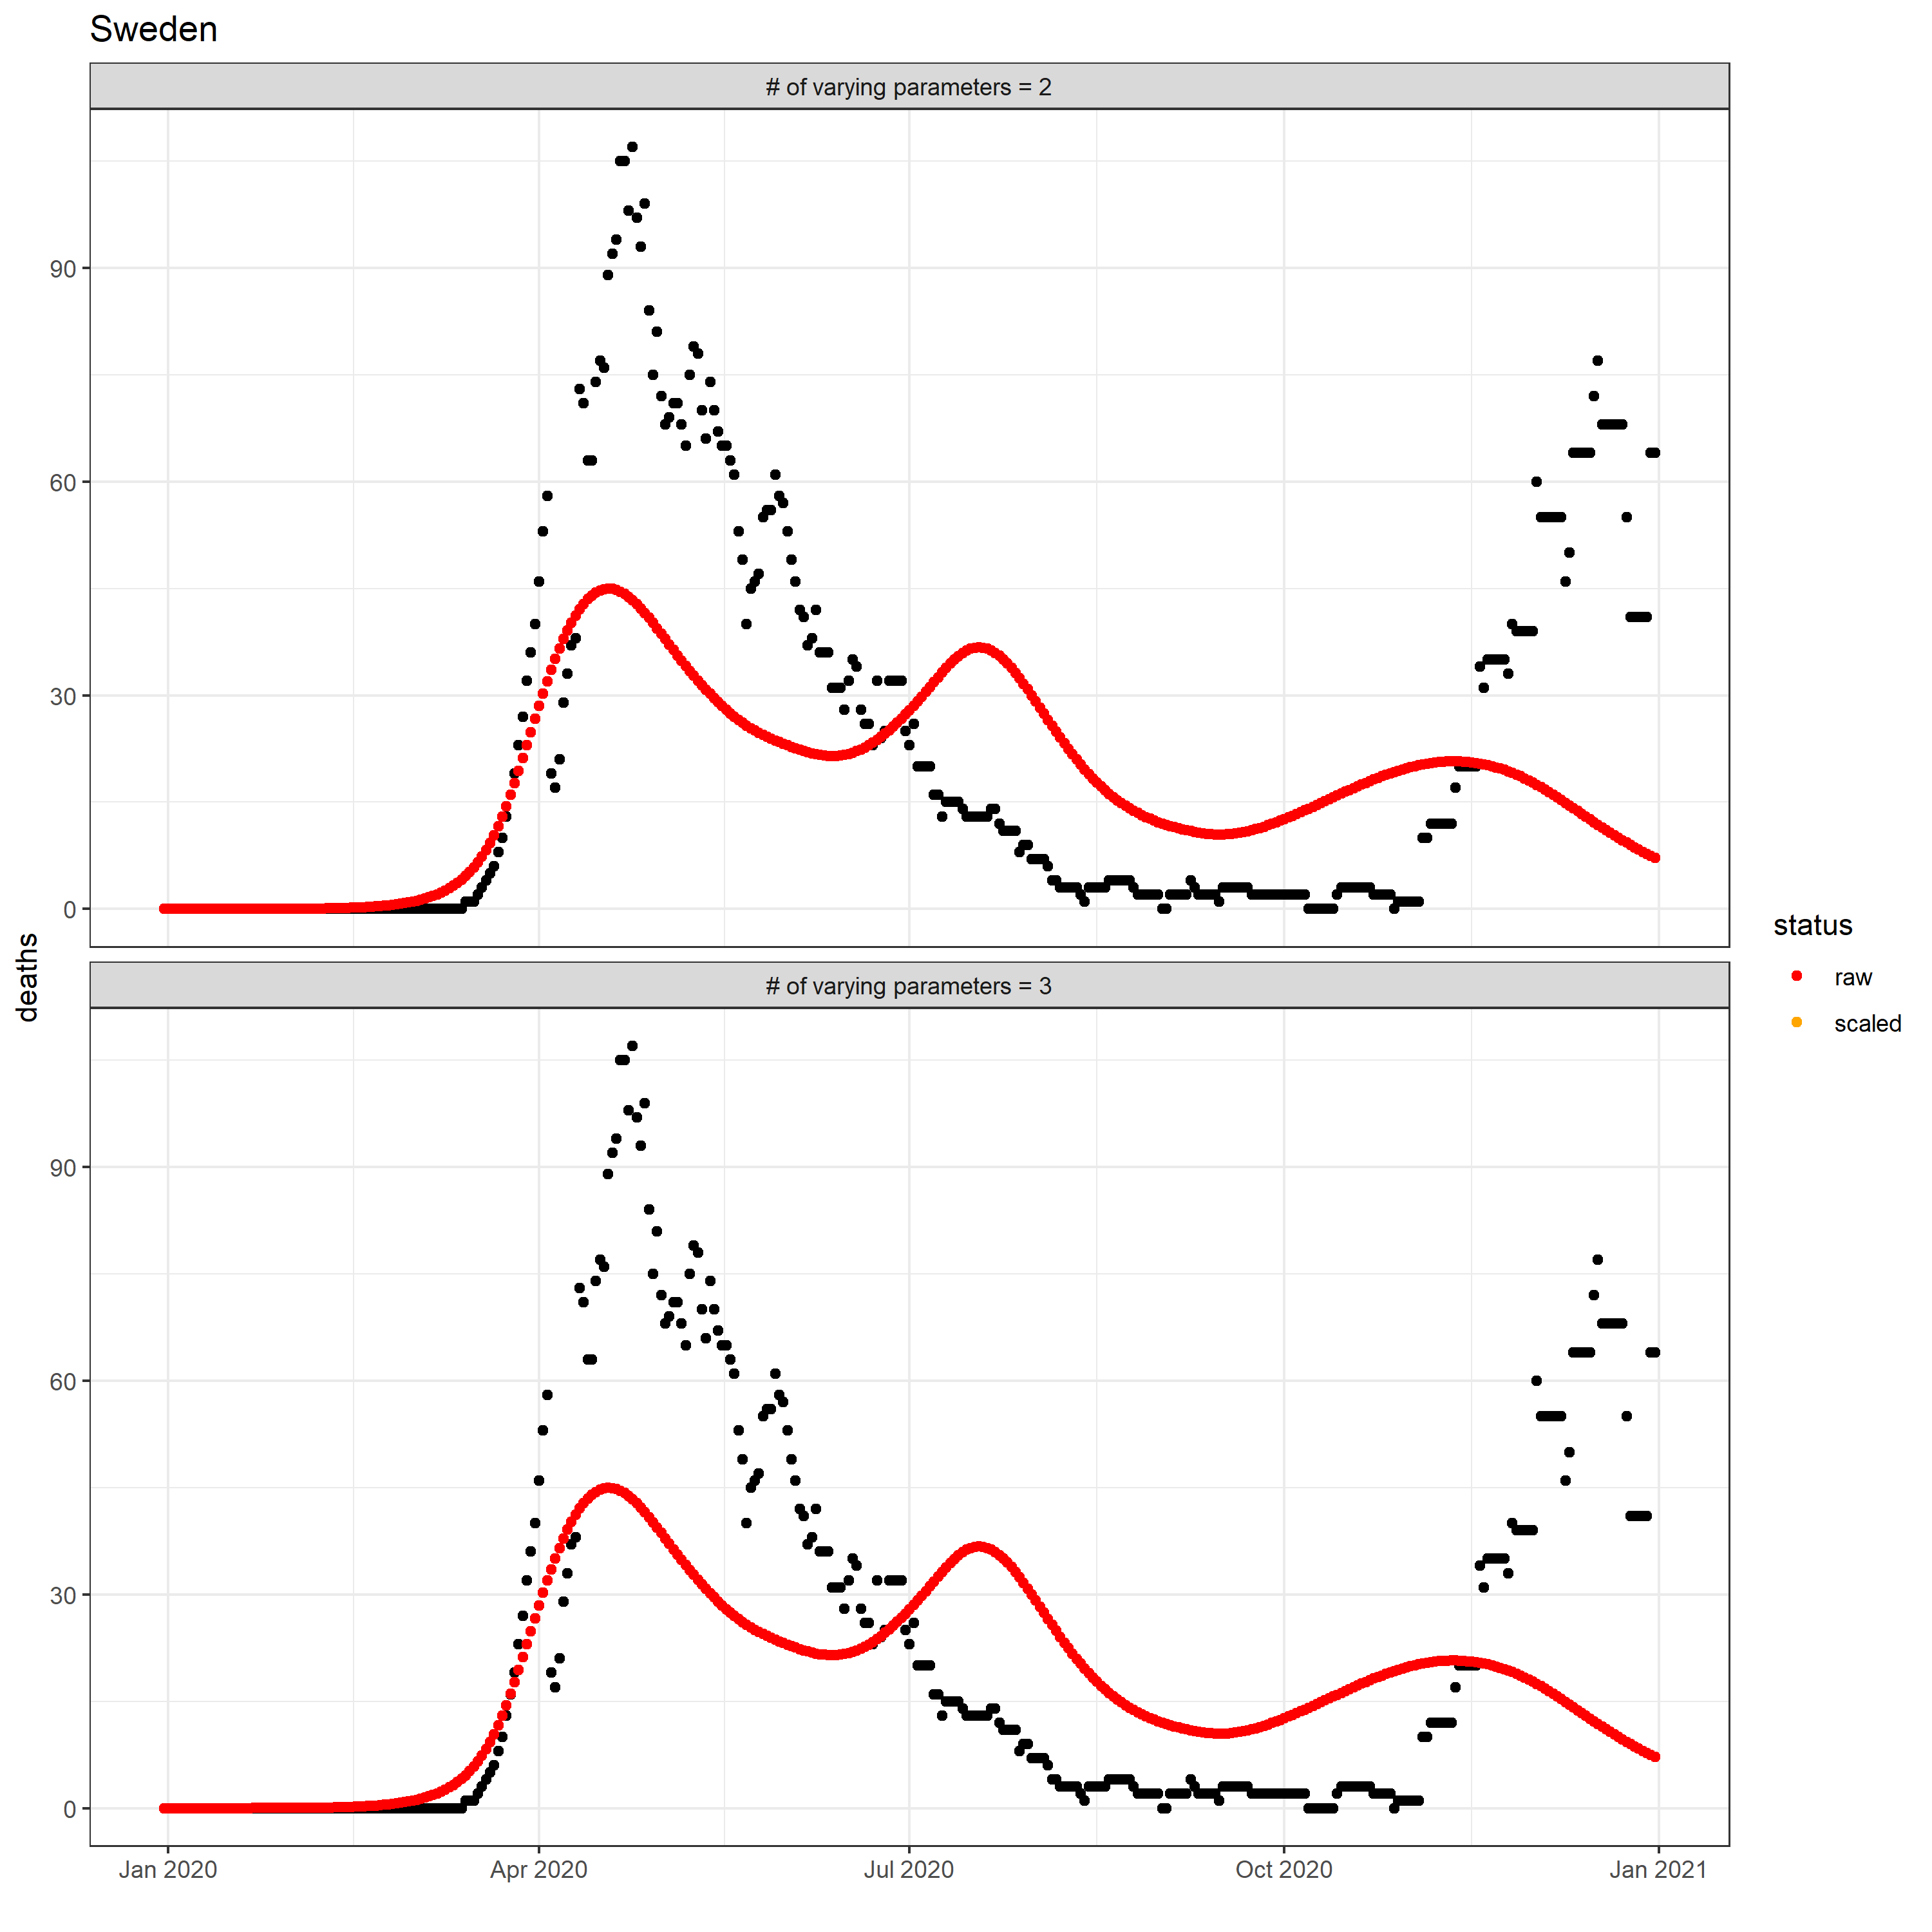 Sweden
# of varying parameters = 2
90
60
30
0
deaths
# of varying parameters = 3
90
60
30
0
Jan 2020
Apr 2020
Jul 2020
Oct 2020
Jan 2021
status
raw
scaled